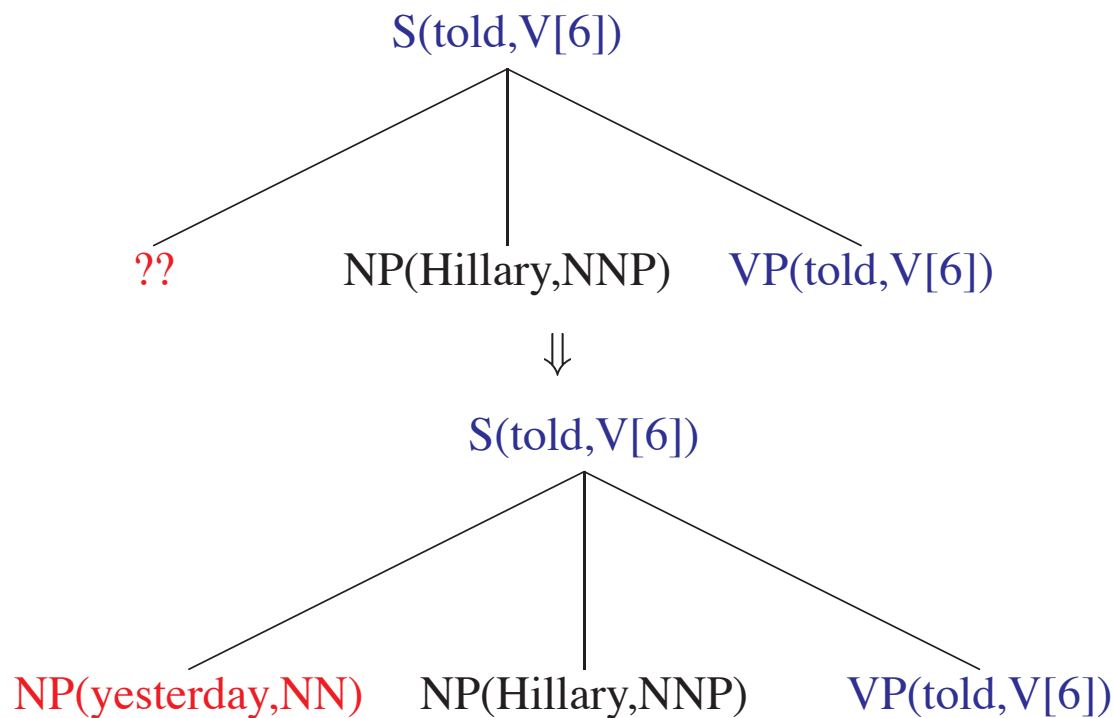 S(told,V[6])
?? NP(Hillary,NNP) VP(told,V[6])
⇓
S(told,V[6])
NP(yesterday,NN) NP(Hillary,NNP) VP(told,V[6])